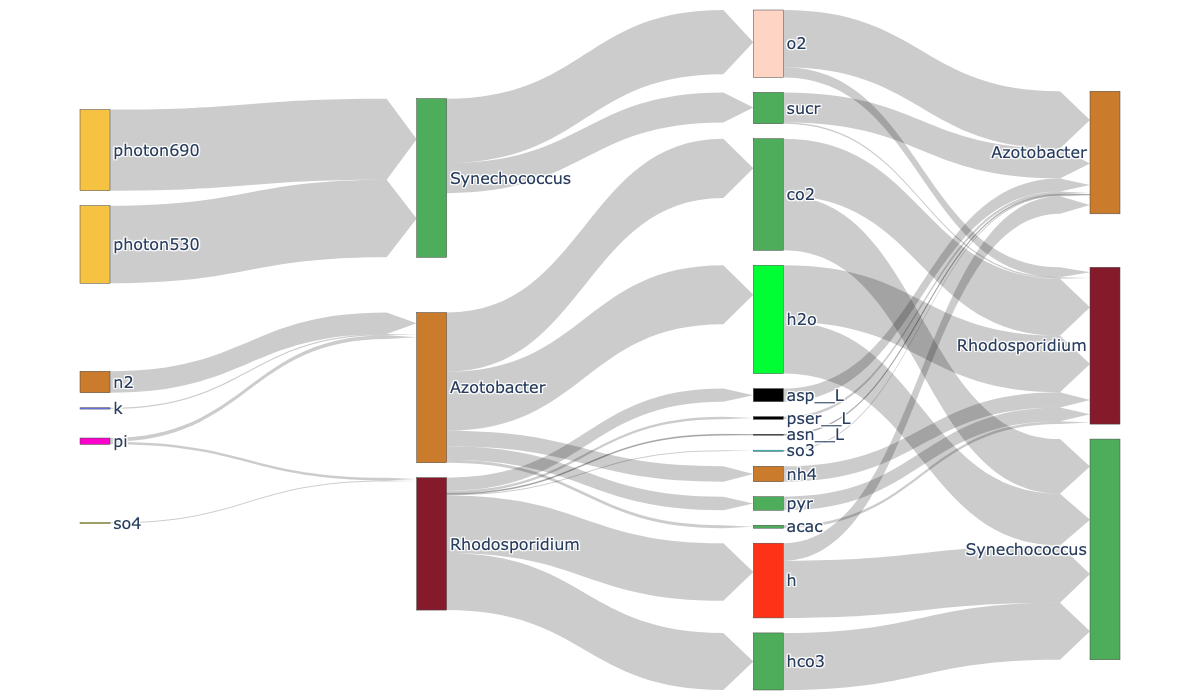 photon690
photon530
n2
k
pi
so4
Synechococcus
Azotobacter
Rhodosporidium
o2
sucr
co2
h2o
asp__L
pser__L
asn__L
so3
nh4
pyr
acac
h
hco3
Azotobacter
Rhodosporidium
Synechococcus